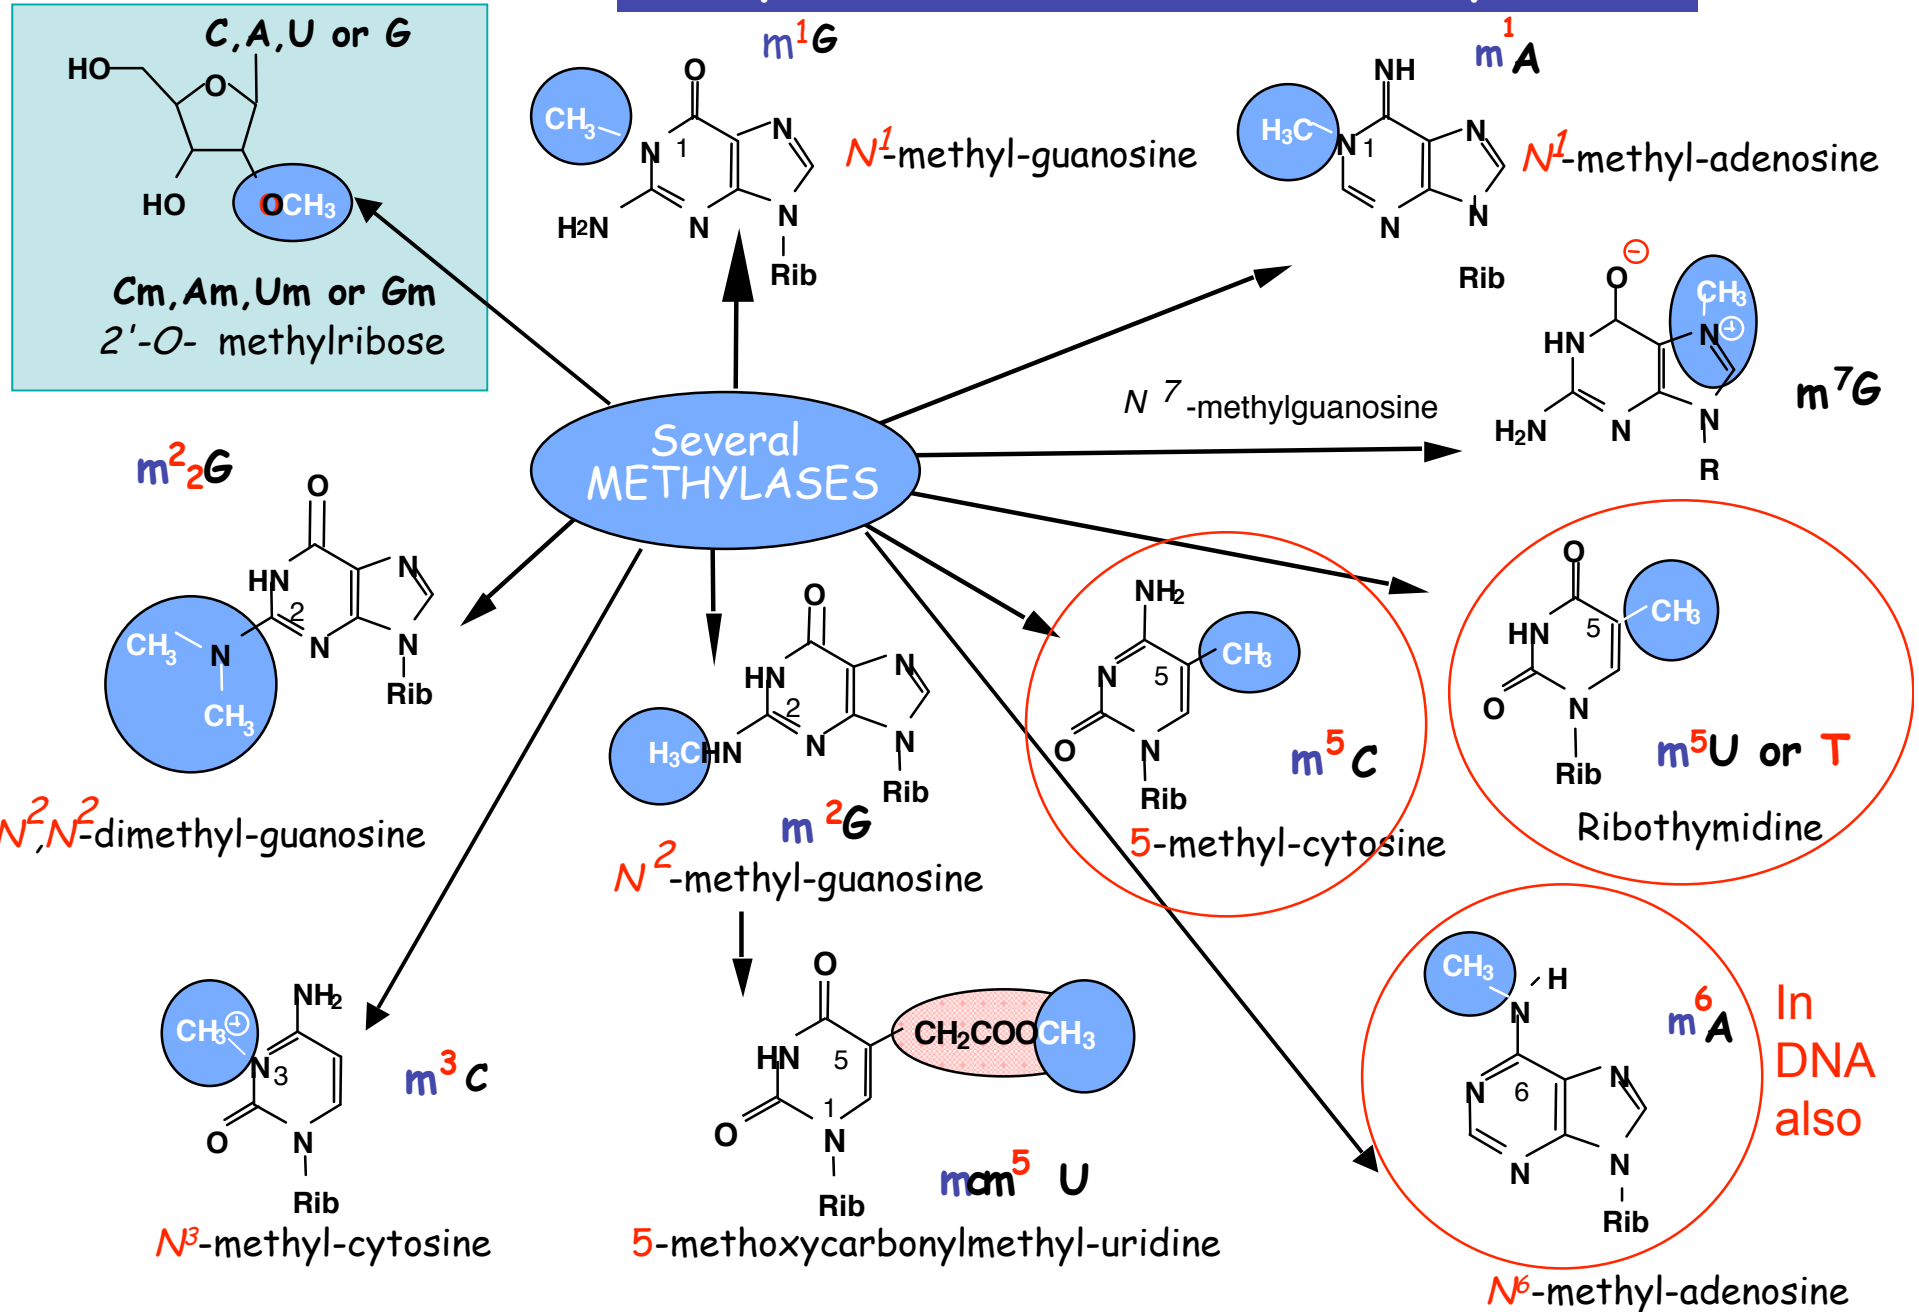 C,A,U or G
HO
O
HO
OCH3
Cm,Am,Um or Gm
2'-O- methylribose
m1G
O
CH3
N
1
N
H2N
N
N
Rib
N1-methyl-guanosine
m1A
NH
H3C
N
1
N
N
N
Rib
N1-methyl-adenosine
O
CH3
HN
N
H2N
N
N
R
m7G
N 7 -methylguanosine
Several
METHYLASES
m22G
O
HN
N
2
CH3
N
N
N
CH3
Rib
N2,N2-dimethyl-guanosine
O
HN
N
2
H3CHN
N
N
Rib
m 2G
N 2-methyl-guanosine
NH2
N
5
CH3
O
N
Rib
m5C
5-methyl-cytosine
O
HN
5
CH3
O
N
Rib
m5U or T
Ribothymidine
CH3
NH2
N
3
O
N
Rib
m3C
N3-methyl-cytosine
O
HN
5
CH2COOCH3
1
O
N
Rib
mcm5 U
5-methoxycarbonylmethyl-uridine
CH3
H
N
N
6
N
N
N
Rib
m6A
In
DNA
also
N6-methyl-adenosine